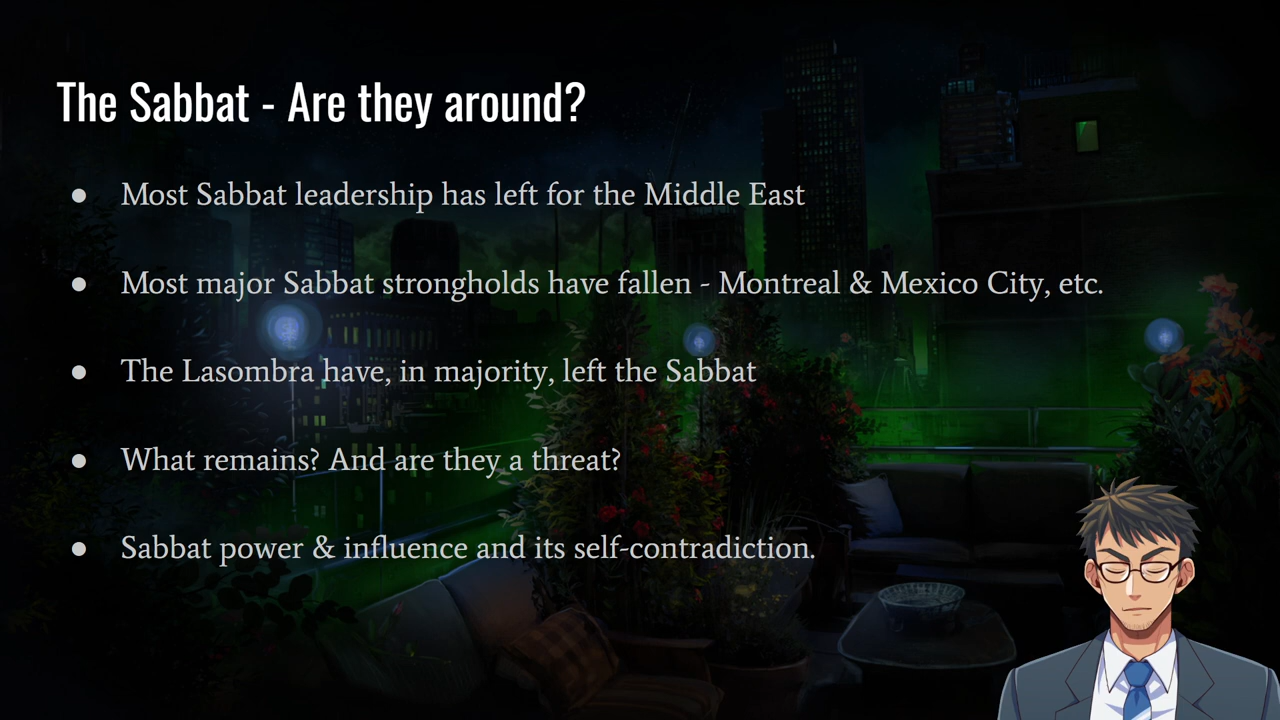 The Sabbat - Are they around?
● Most Sabbat leadership has left for the Middle East
● Most major Sabbat strongholds have fallen - Montreal & Mexico City, etc.
● The Lasombra have, in majority, left the Sabbat
● What remains? And are they a threat?
● Sabbat power & influence and its self-contradiction.